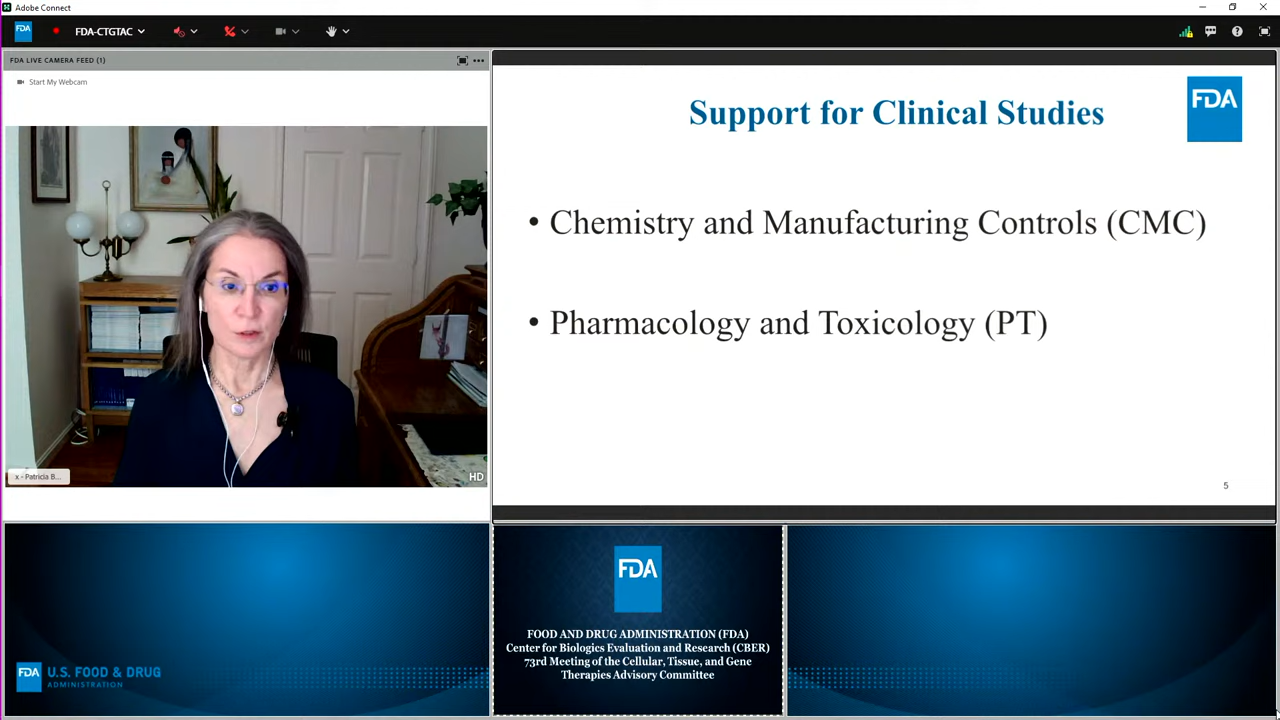 Adobe Connect
FDA
FDA-CTGTAC
FDA LIVE CAMERA FEED (1)
Start My Webcam
x - Patricia B...
HD
Support for Clinical Studies
FDA
• Chemistry and Manufacturing Controls (CMC)
• Pharmacology and Toxicology (PT)
5
FDA U.S. FOOD & DRUG
ADMINISTRATION
FDA
FOOD AND DRUG ADMINISTRATION (FDA)
Center for Biologics Evaluation and Research (CBER)
73rd Meeting of the Cellular, Tissue, and Gene
Therapies Advisory Committee